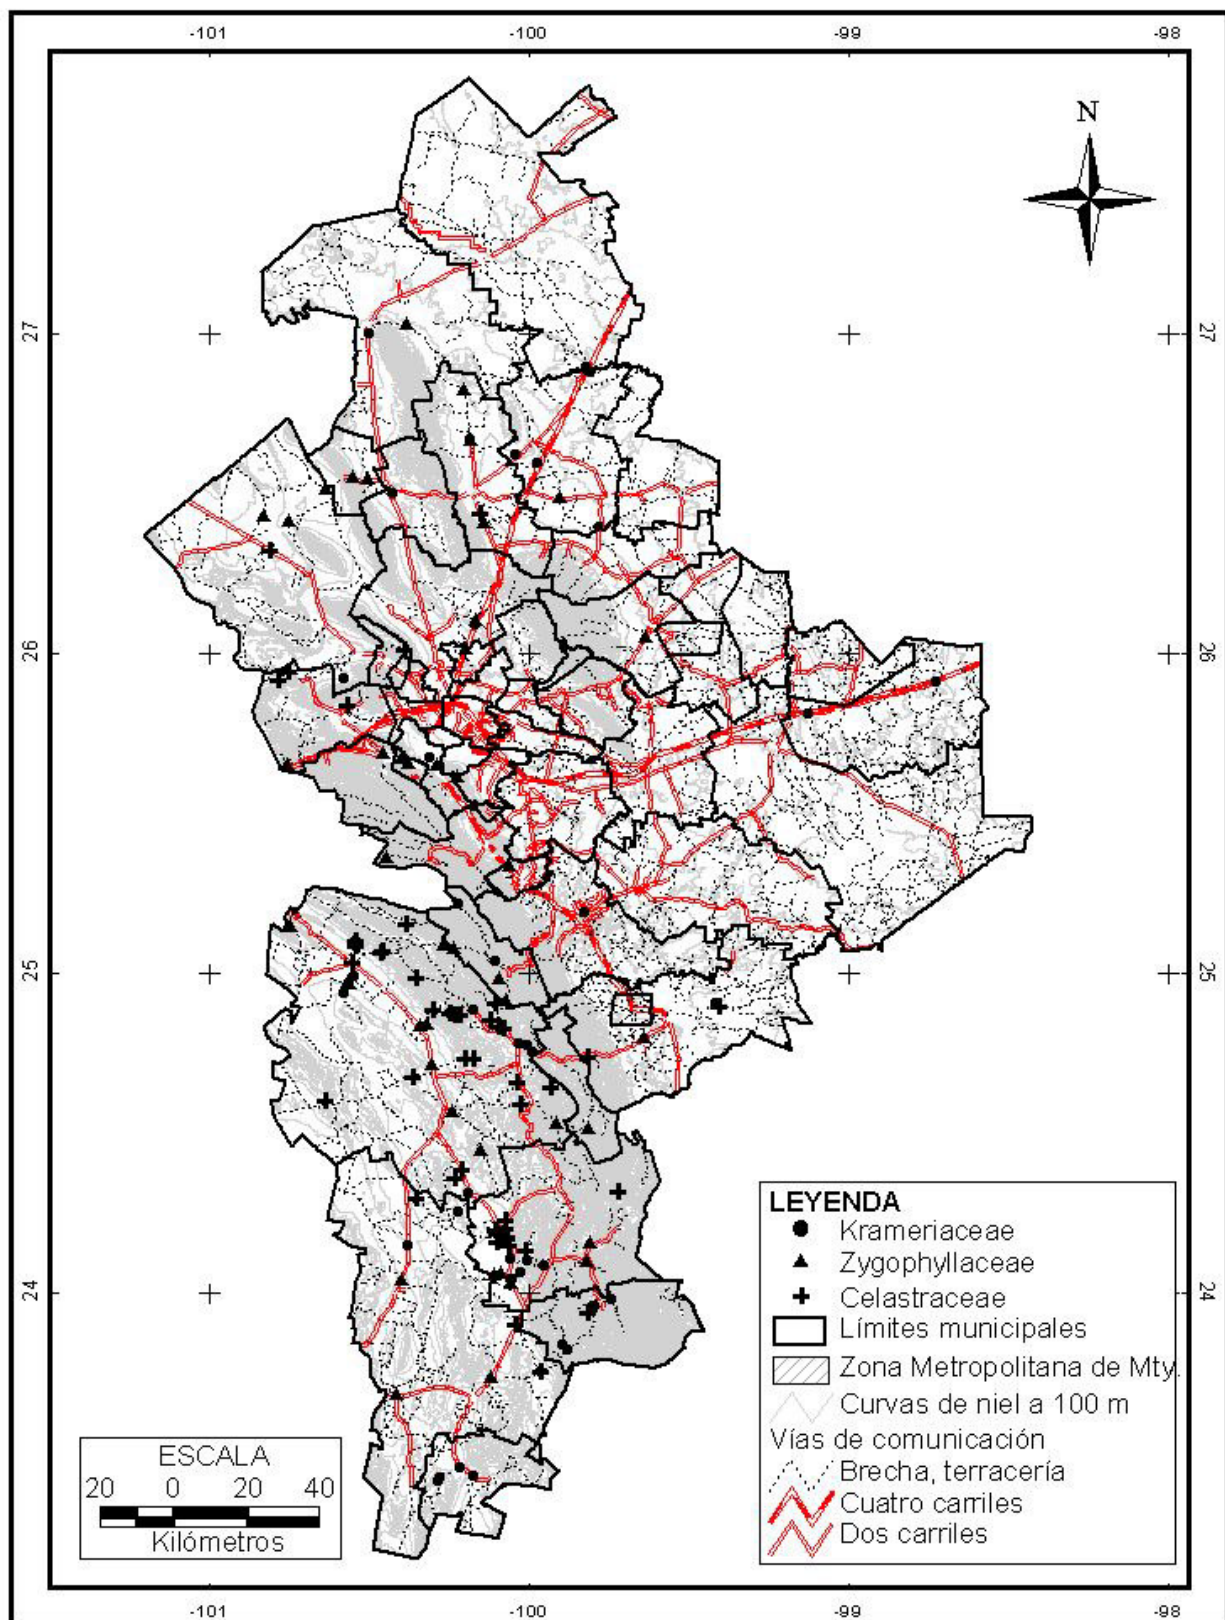 -101 -100 -99 -98
N
27 27
26 26
25 25
24 24
LEYENDA
Krameriaceae
Zygophyllaceae
Celastraceae
Límites municipales
Zona Metropolitana de Mty.
Curvas de niel a 100 m
Vías de comunicación
Brecha, terracería
Cuatro carriles
Dos carriles
ESCALA
20 0 20 40
Kilómetros
-101 -100 -99 -98